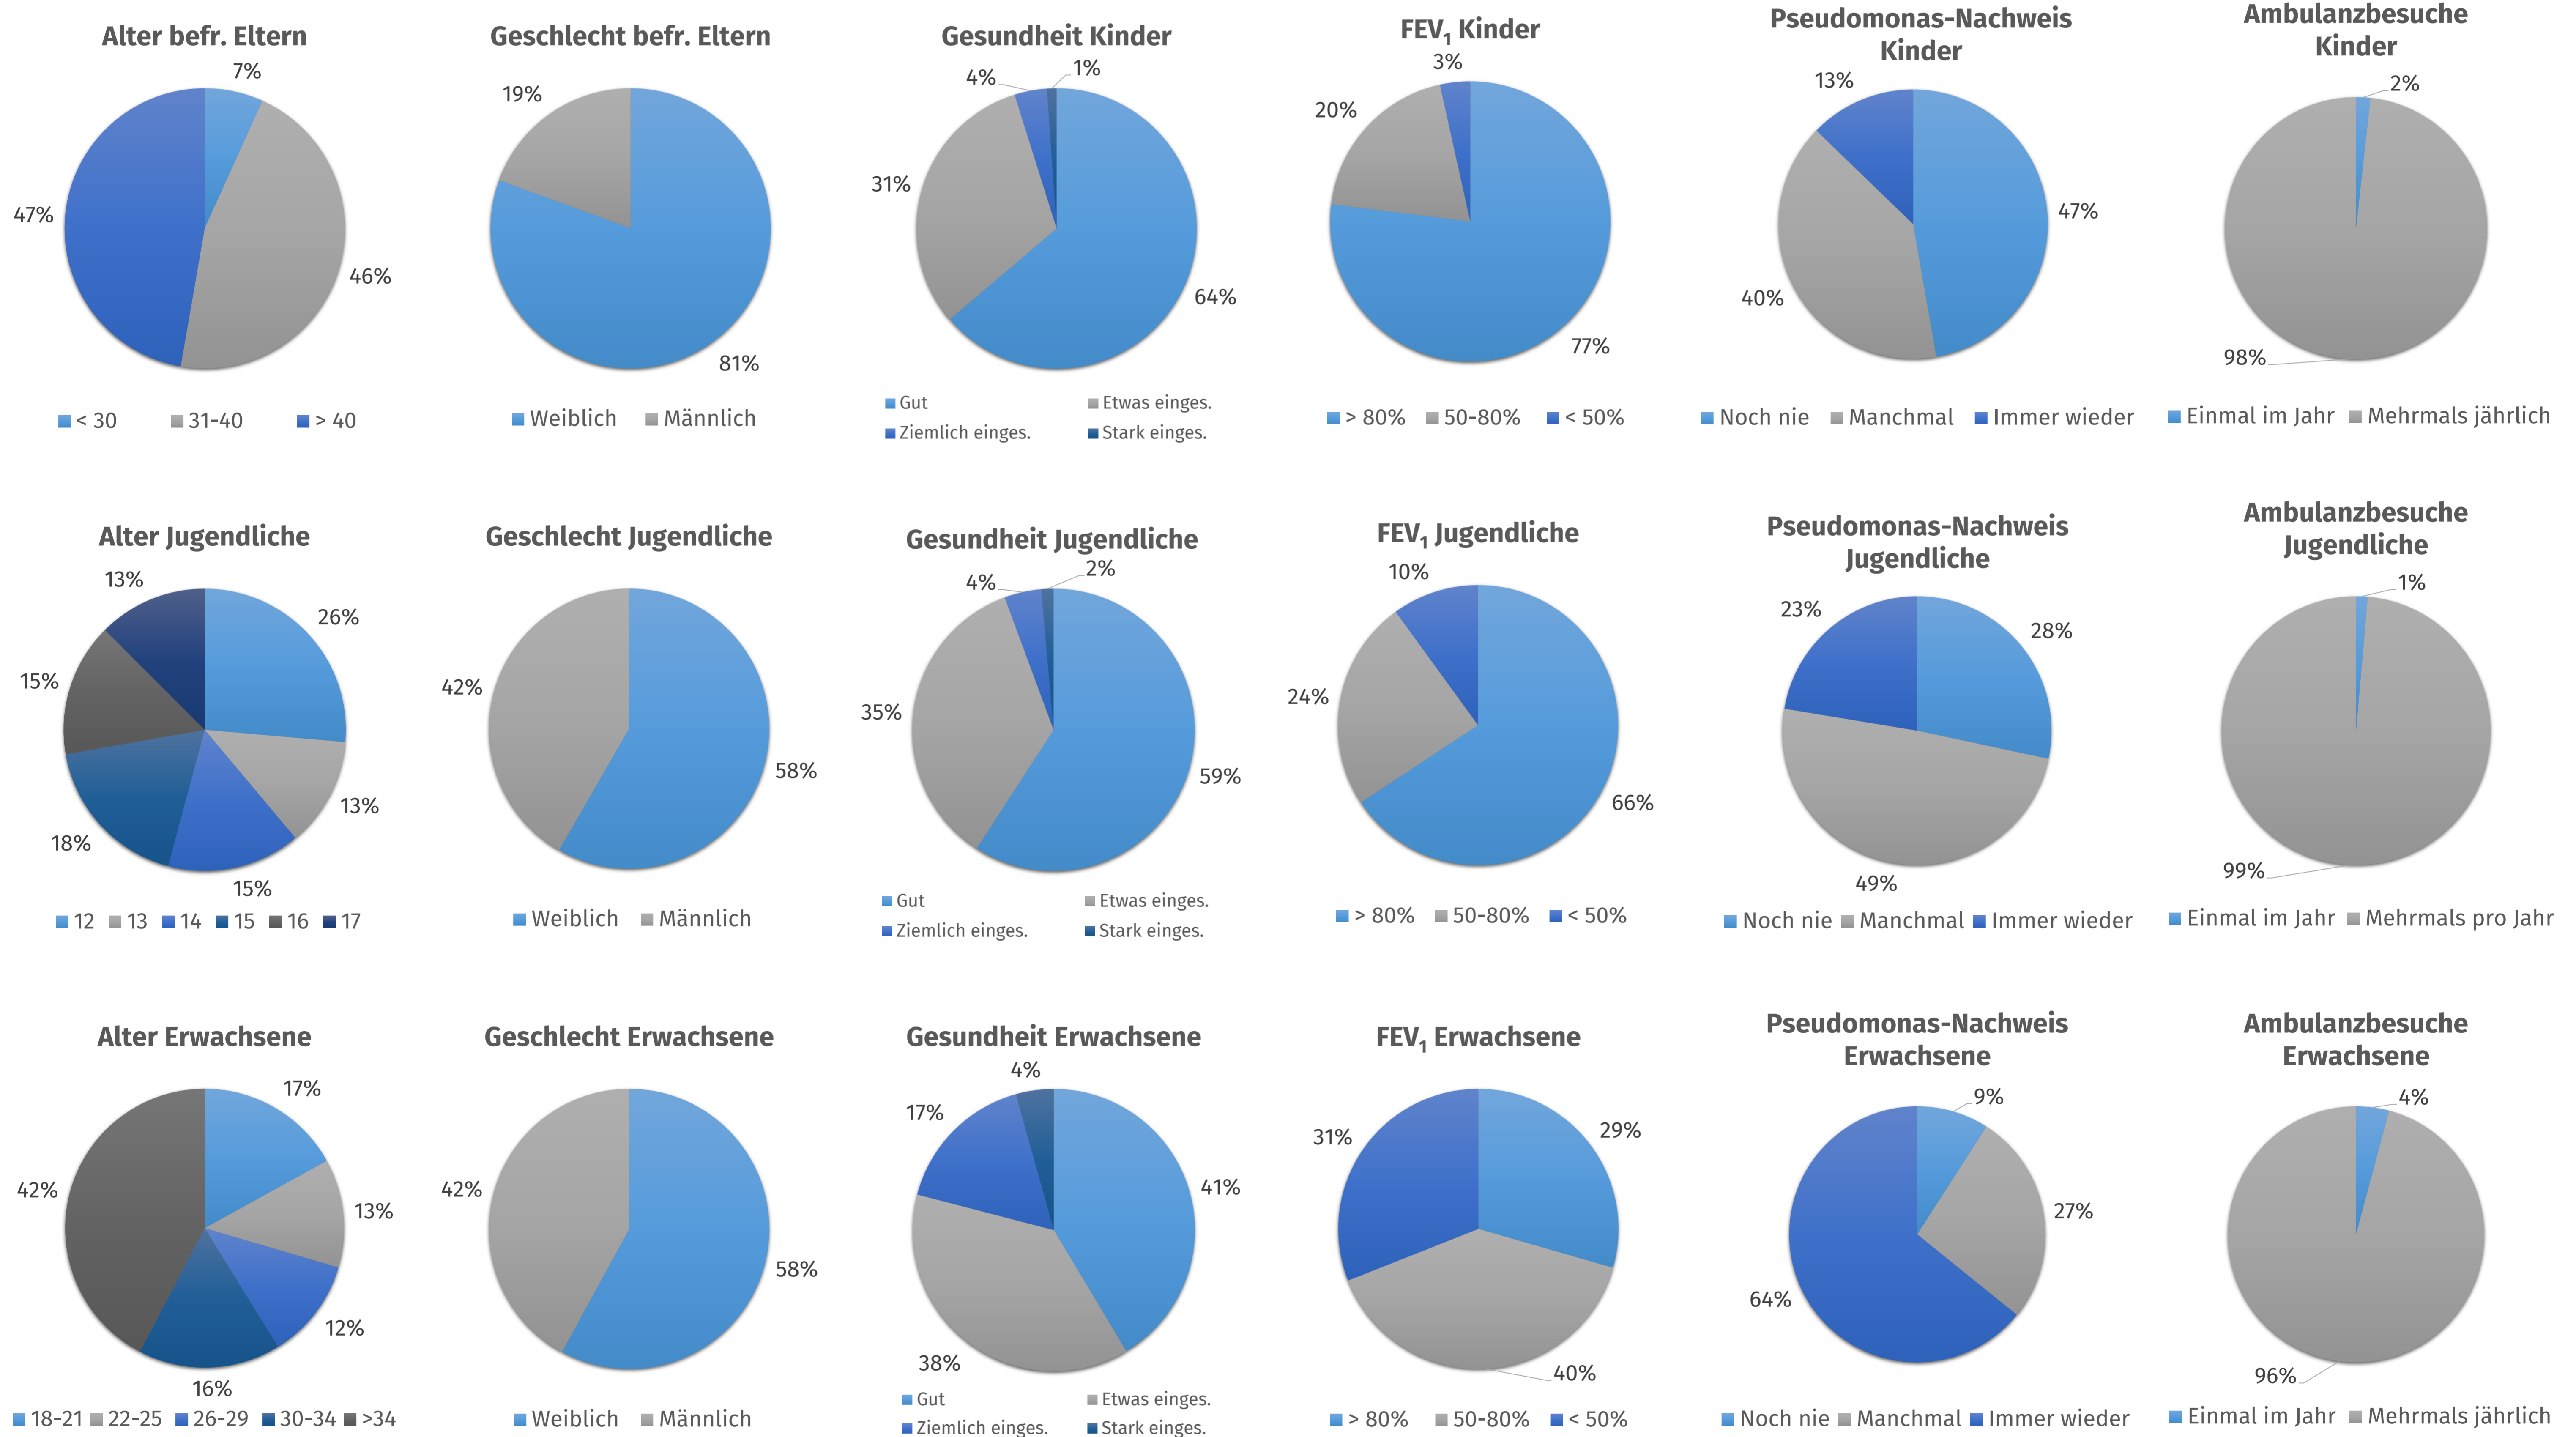 Alter befr. Eltern
7%
47%
46%
< 30 31-40 > 40
Geschlecht befr. Eltern
19%
81%
Weiblich Männlich
Gesundheit Kinder
4% 1%
31%
64%
Gut Etwas einges.
Ziemlich einges. Stark einges.
FEV₁ Kinder
3%
20%
77%
> 80% 50-80% < 50%
Pseudomonas-Nachweis
Kinder
13%
47%
40%
Noch nie Manchmal Immer wieder
Ambulanzbesuche
Kinder
2%
98%
Einmal im Jahr Mehrmals jährlich
Alter Jugendliche
13%
26%
15%
13%
18%
15%
12 13 14 15 16 17
Geschlecht Jugendliche
42%
58%
Weiblich Männlich
Gesundheit Jugendliche
4% 2%
35%
59%
Gut Etwas einges.
Ziemlich einges. Stark einges.
FEV₁ Jugendliche
10%
24%
66%
> 80% 50-80% < 50%
Pseudomonas-Nachweis
Jugendliche
23%
28%
49%
Noch nie Manchmal Immer wieder
Ambulanzbesuche
Jugendliche
1%
99%
Einmal im Jahr Mehrmals pro Jahr
Alter Erwachsene
17%
42%
13%
12%
16%
18-21 22-25 26-29 30-34 >34
Geschlecht Erwachsene
42%
58%
Weiblich Männlich
Gesundheit Erwachsene
4%
17%
41%
38%
Gut Etwas einges.
Ziemlich einges. Stark einges.
FEV₁ Erwachsene
31%
29%
40%
> 80% 50-80% < 50%
Pseudomonas-Nachweis
Erwachsene
9%
27%
64%
Noch nie Manchmal Immer wieder
Ambulanzbesuche
Erwachsene
4%
96%
Einmal im Jahr Mehrmals jährlich